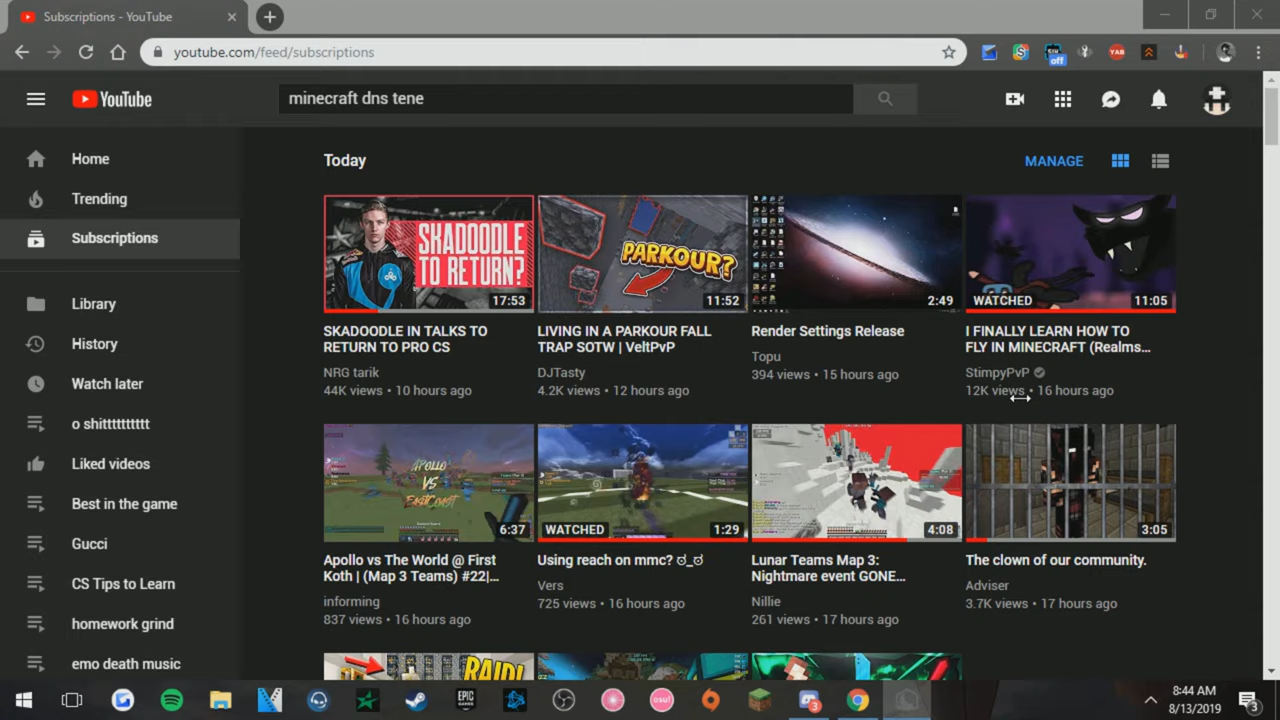 Subscriptions - YouTube
youtube.com/feed/subscriptions
off
YAB
YouTube
minecraft dns tene
Home
Trending
Subscriptions
Library
History
Watch later
o shitttttttttt
Liked videos
Best in the game
Gucci
CS Tips to Learn
homework grind
emo death music
Today
MANAGE
SKADOODLE
TO RETURN?
17:53
PARKOUR?
11:52
2:49
WATCHED
11:05
SKADOODLE IN TALKS TO
RETURN TO PRO CS
NRG tarik
44K views • 10 hours ago
LIVING IN A PARKOUR FALL
TRAP SOTW | VeltPvP
DJTasty
4.2K views • 12 hours ago
Render Settings Release
Topu
394 views • 15 hours ago
I FINALLY LEARN HOW TO
FLY IN MINECRAFT (Realms...
StimpyPvP
12K views • 16 hours ago
APOLLO
VS
EASTCOAST
6:37
WATCHED
1:29
4:08
3:05
Apollo vs The World @ First
Koth | (Map 3 Teams) #22|...
informing
837 views • 16 hours ago
Using reach on mmc? ಠ_ಠ
Vers
725 views • 16 hours ago
Lunar Teams Map 3:
Nightmare event GONE...
Nillie
261 views • 17 hours ago
The clown of our community.
Adviser
3.7K views • 17 hours ago
RAID!
EPIC
GAMES
osu!
3
8:44 AM
8/13/2019
3